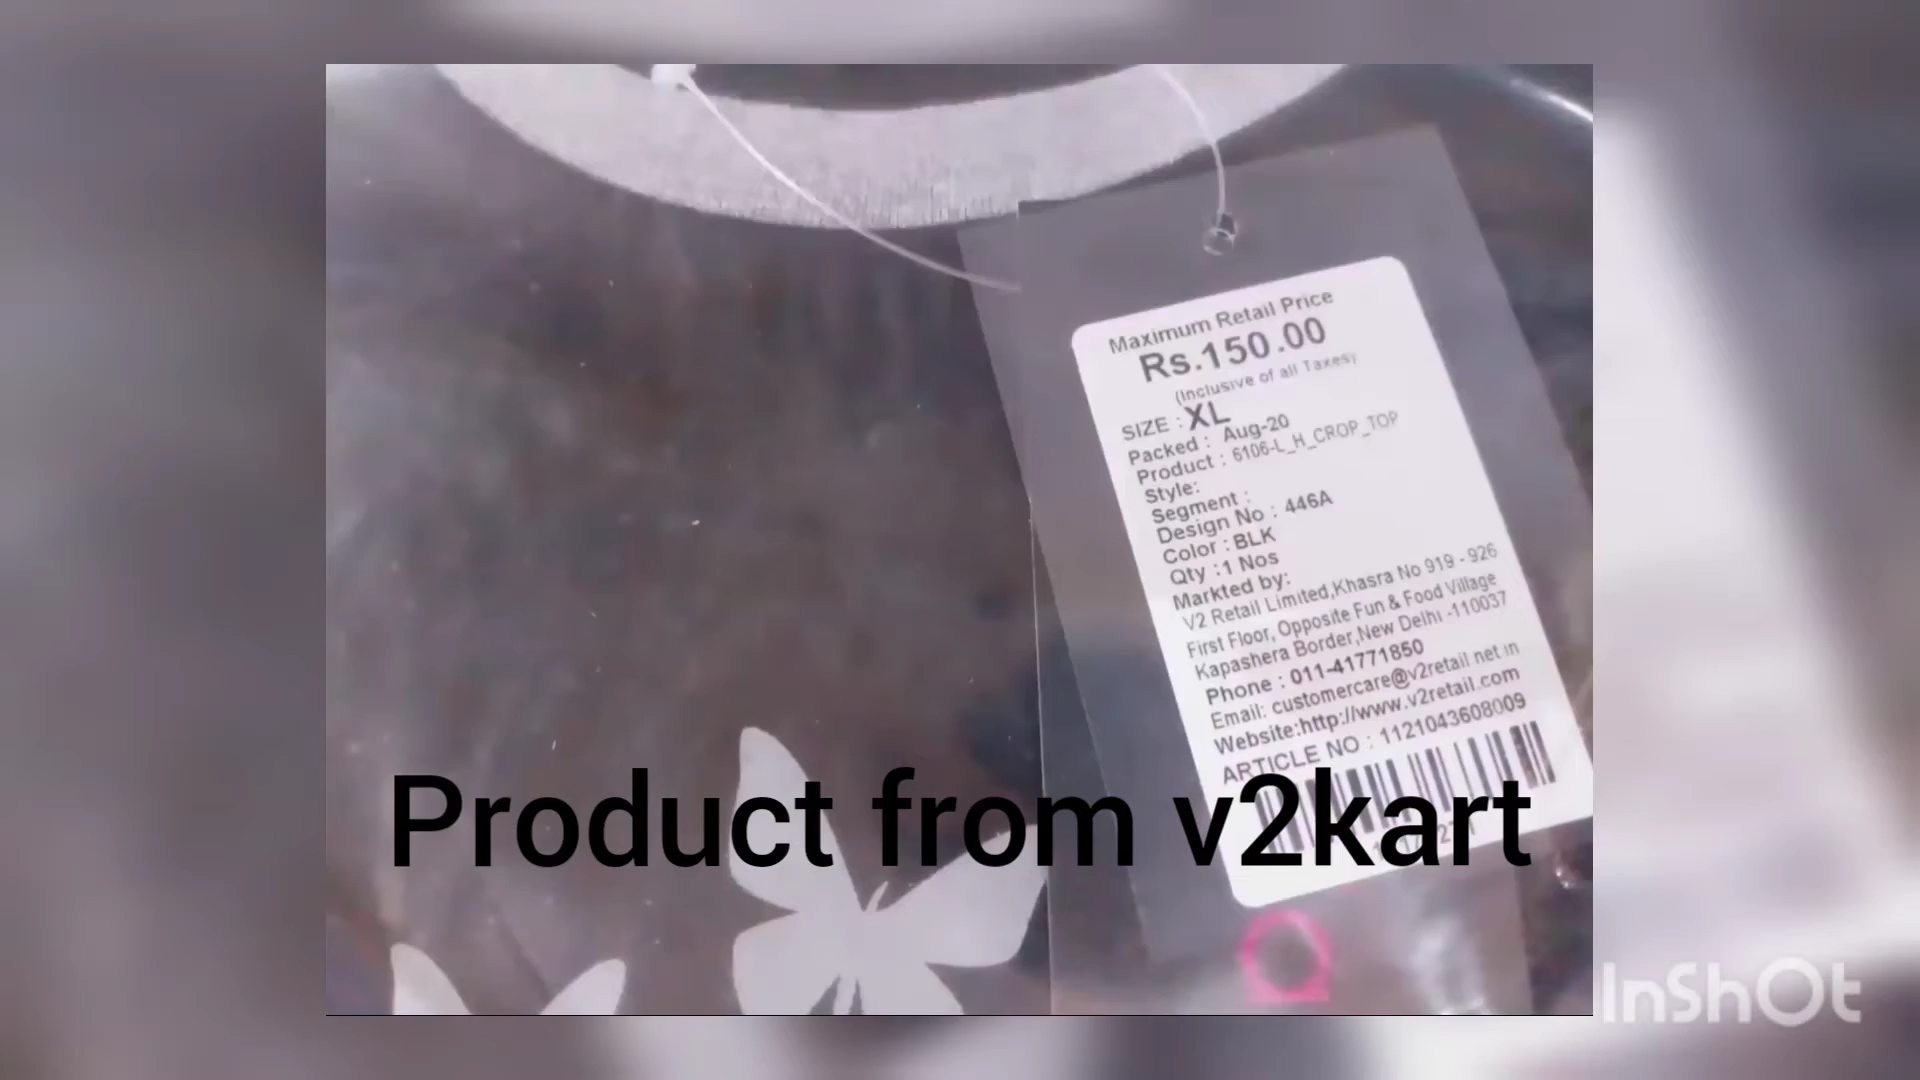 Maximum Retail Price
Rs.150.00
(Inclusive of all Taxes)
SIZE : XL
Packed : Aug-20
Product : 6106-L_H_CROP_TOP
Style:
Segment :
Design No : 446A
Color : BLK
Qty :1 Nos
Markted by:
V2 Retail Limited,Khasra No 919 - 926
First Floor, Opposite Fun & Food Village
Kapashera Border,New Delhi -110037
Phone : 011-41771850
Email: customercare@v2retail.net.in
Website:http://www.v2retail.com
ARTICLE NO : 1121043608009
Product from v2kart
InShOt